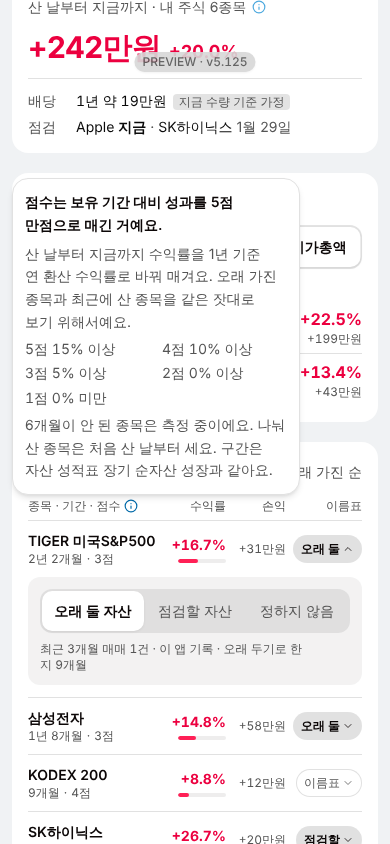 산 날부터 지금까지 · 내 주식 6종목
+242만원 +20.0%
PREVIEW · v5.125
배당 1년 약 19만원 지금 수량 기준 가정
점검 Apple 지금 · SK하이닉스 1월 29일
점수는 보유 기간 대비 성과를 5점
만점으로 매긴 거예요.
산 날부터 지금까지 수익률을 1년 기준
연 환산 수익률로 바꿔 매겨요. 오래 가진
종목과 최근에 산 종목을 같은 잣대로
보기 위해서예요.
5점 15% 이상 4점 10% 이상
3점 5% 이상 2점 0% 이상
1점 0% 미만
6개월이 안 된 종목은 측정 중이에요. 나눠
산 종목은 처음 산 날부터 세요. 구간은
자산 성적표 장기 순자산 성장과 같아요.
가총액
+22.5%
+199만원
+13.4%
+43만원
래 가진 순
종목 · 기간 · 점수 수익률 손익 이름표
TIGER 미국S&P500 +16.7% +31만원 오래 둘
2년 2개월 · 3점
오래 둘 자산 점검할 자산 정하지 않음
최근 3개월 매매 1건 · 이 앱 기록 · 오래 두기로 한
지 9개월
삼성전자 +14.8% +58만원 오래 둘
1년 8개월 · 3점
KODEX 200 +8.8% +12만원 이름표
9개월 · 4점
SK하이닉스 +26.7% +20만원 점검할